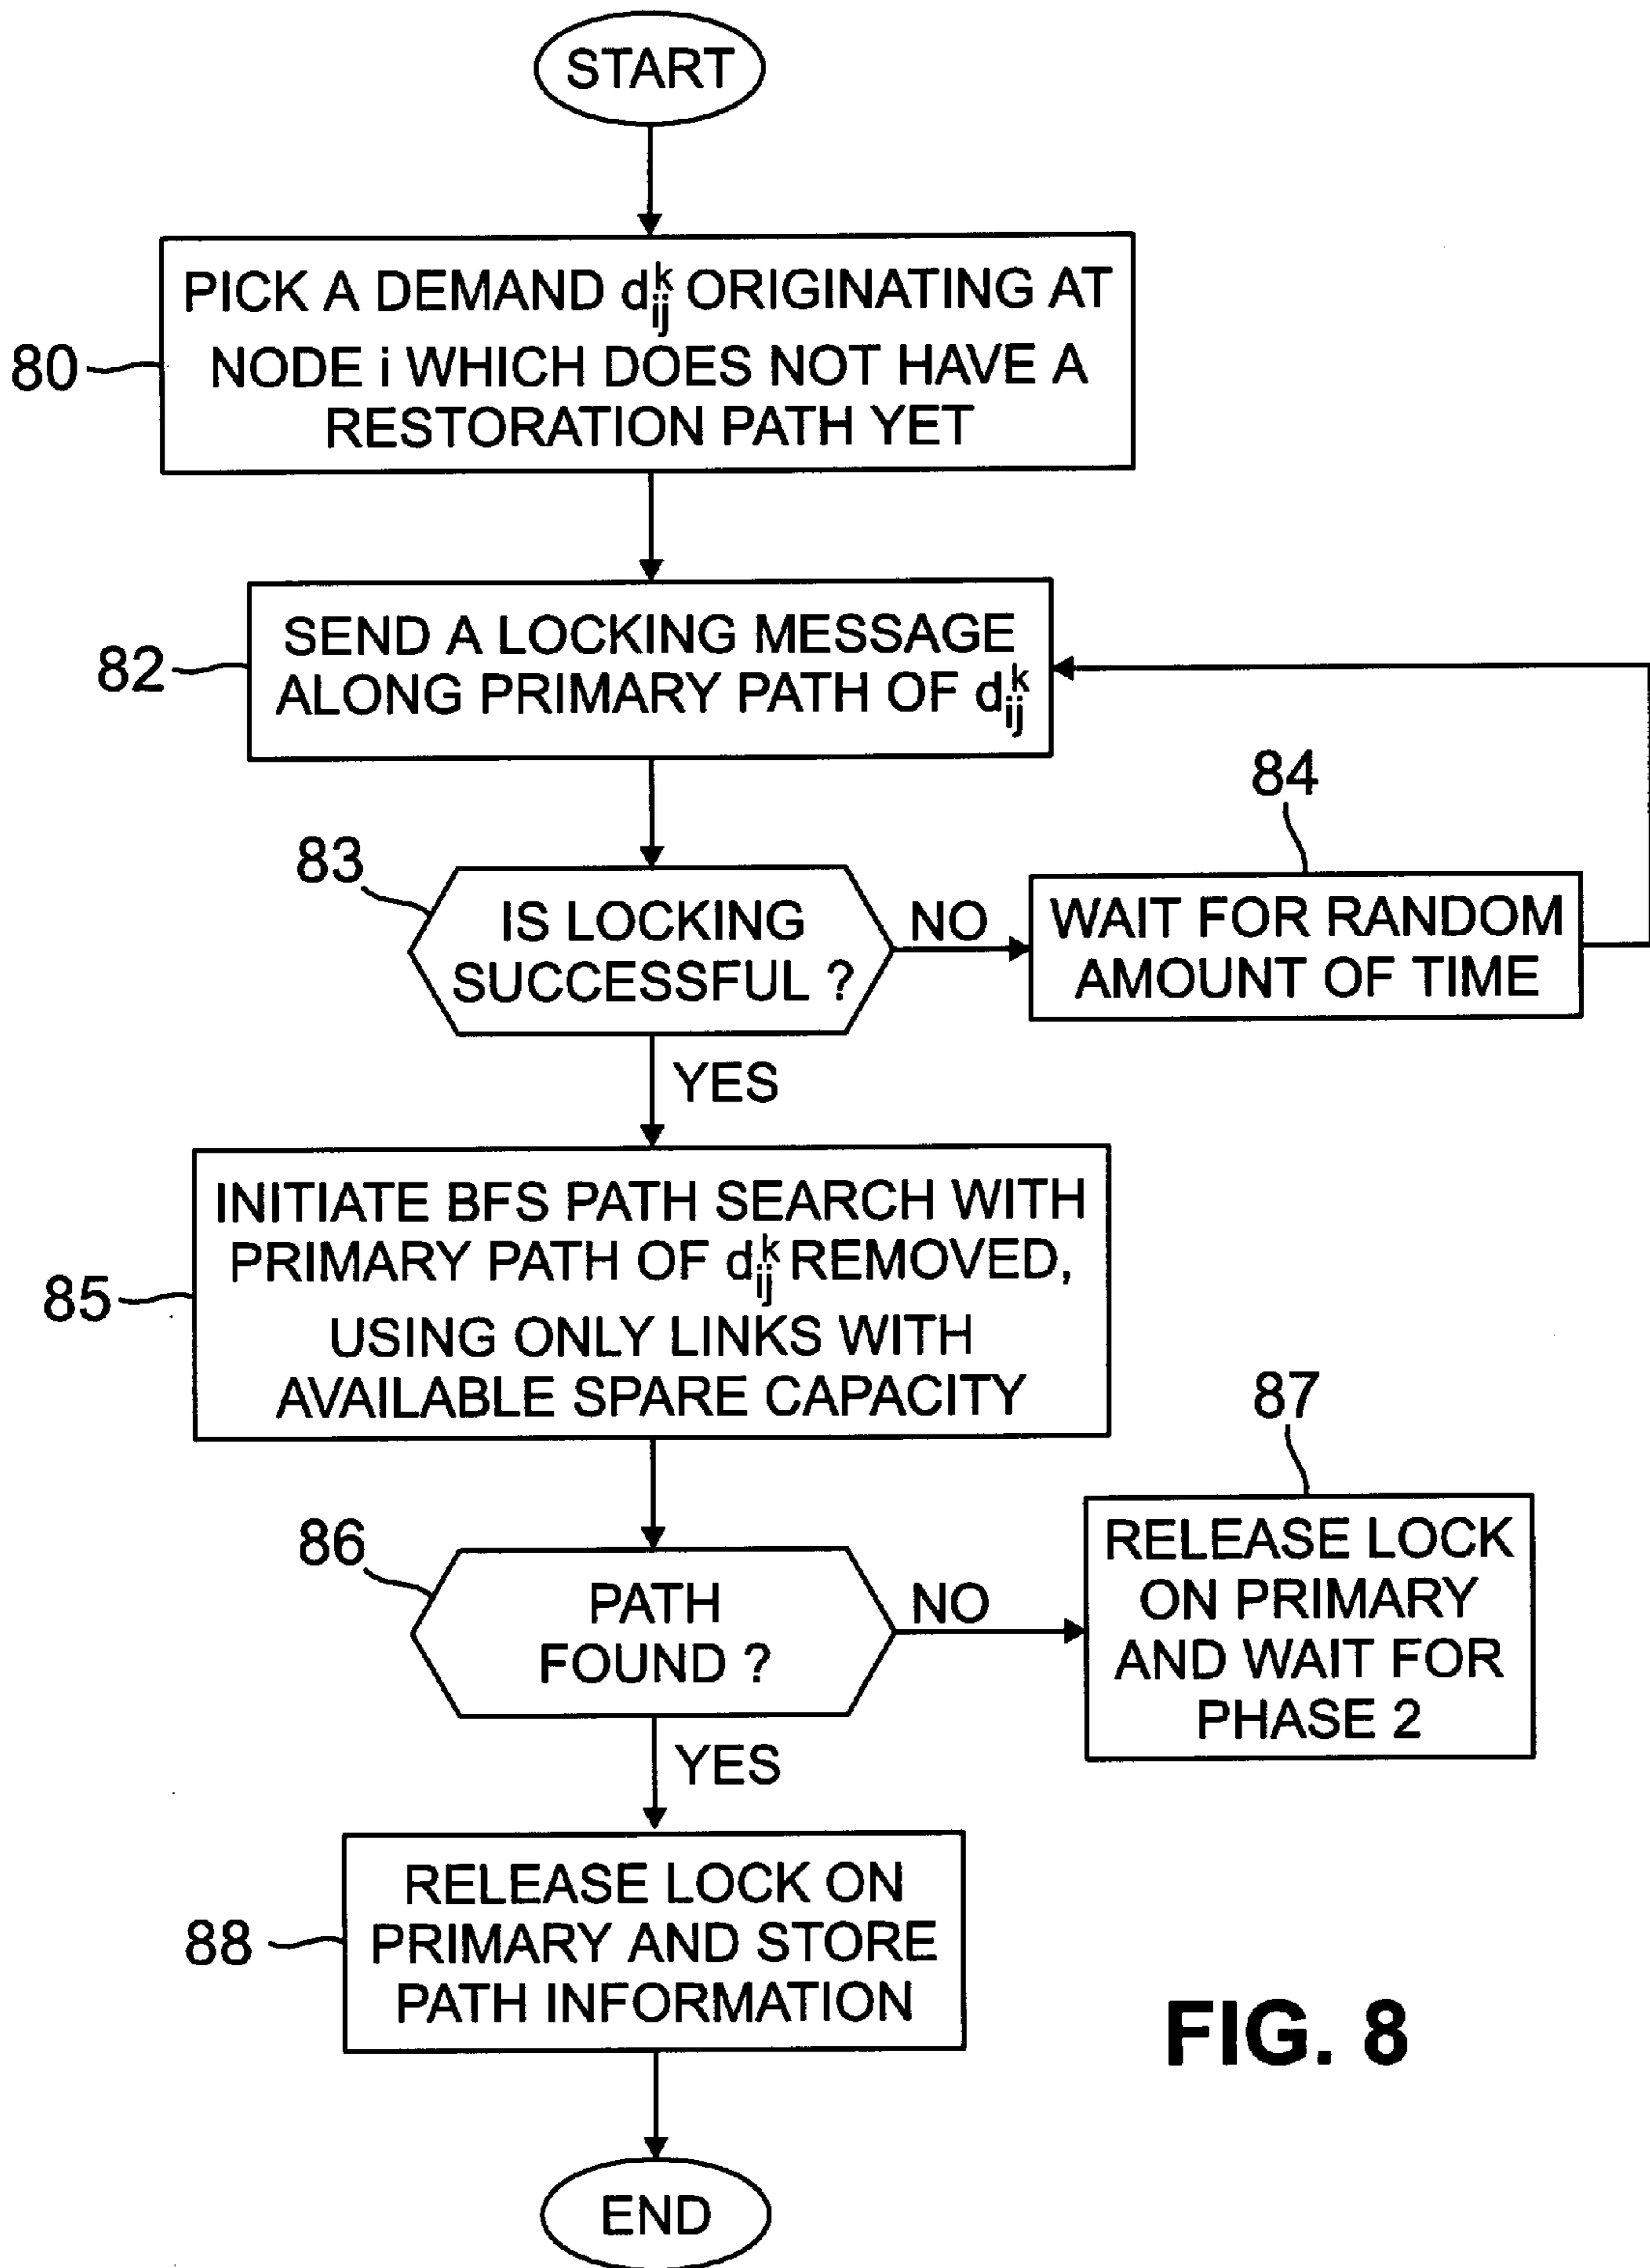 START
PICK A DEMAND d_ij^k ORIGINATING AT
80
NODE i WHICH DOES NOT HAVE A
RESTORATION PATH YET
SEND A LOCKING MESSAGE
82
ALONG PRIMARY PATH OF d_ij^k
84
83
IS LOCKING
SUCCESSFUL ?
NO
WAIT FOR RANDOM
AMOUNT OF TIME
YES
INITIATE BFS PATH SEARCH WITH
PRIMARY PATH OF d_ij^k REMOVED,
85
USING ONLY LINKS WITH
AVAILABLE SPARE CAPACITY
87
86
PATH
FOUND ?
NO
RELEASE LOCK
ON PRIMARY
AND WAIT FOR
PHASE 2
YES
RELEASE LOCK ON
88
PRIMARY AND STORE
PATH INFORMATION
FIG. 8
END